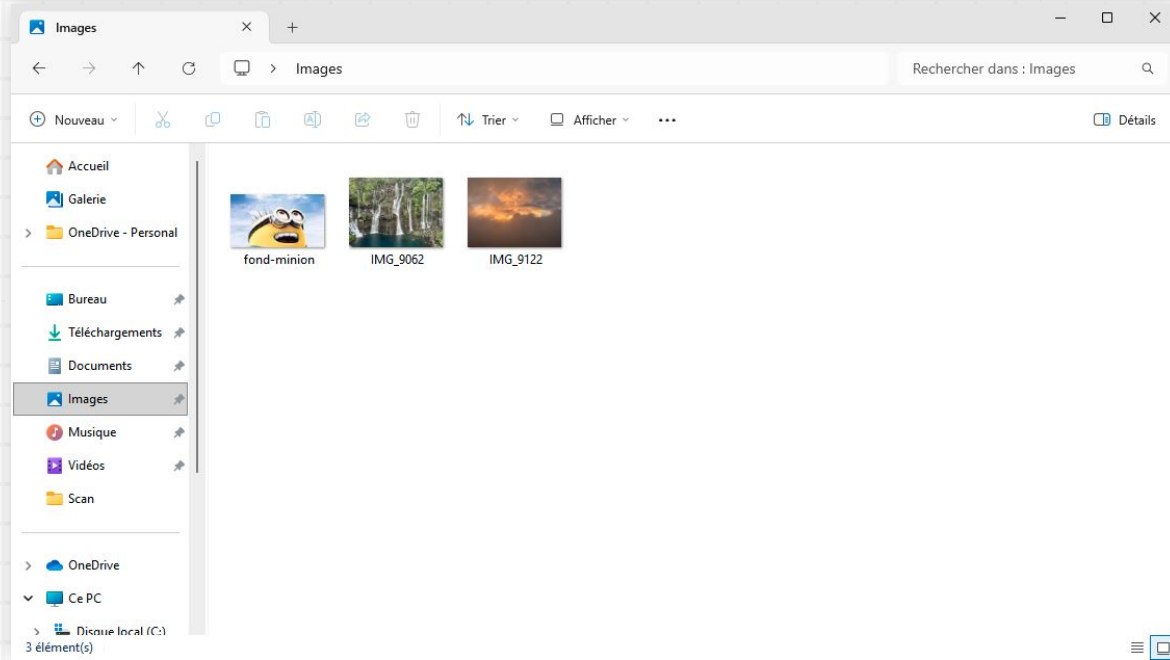 Images
Images
Rechercher dans : Images
Nouveau
Trier
Afficher
Détails
Accueil
Galerie
OneDrive - Personal
Bureau
Téléchargements
Documents
Images
Musique
Vidéos
Scan
OneDrive
Ce PC
Disque local (C:)
fond-minion
IMG_9062
IMG_9122
3 élément(s)